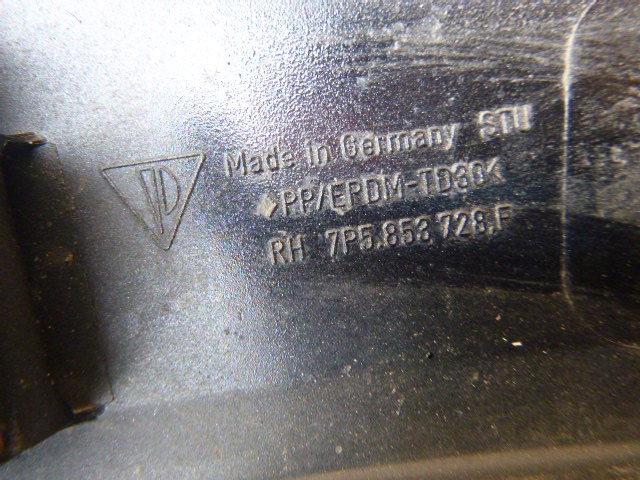 Made in Germany STU
>PP/EPDM-TD30<
RH 7P5.853 728.F